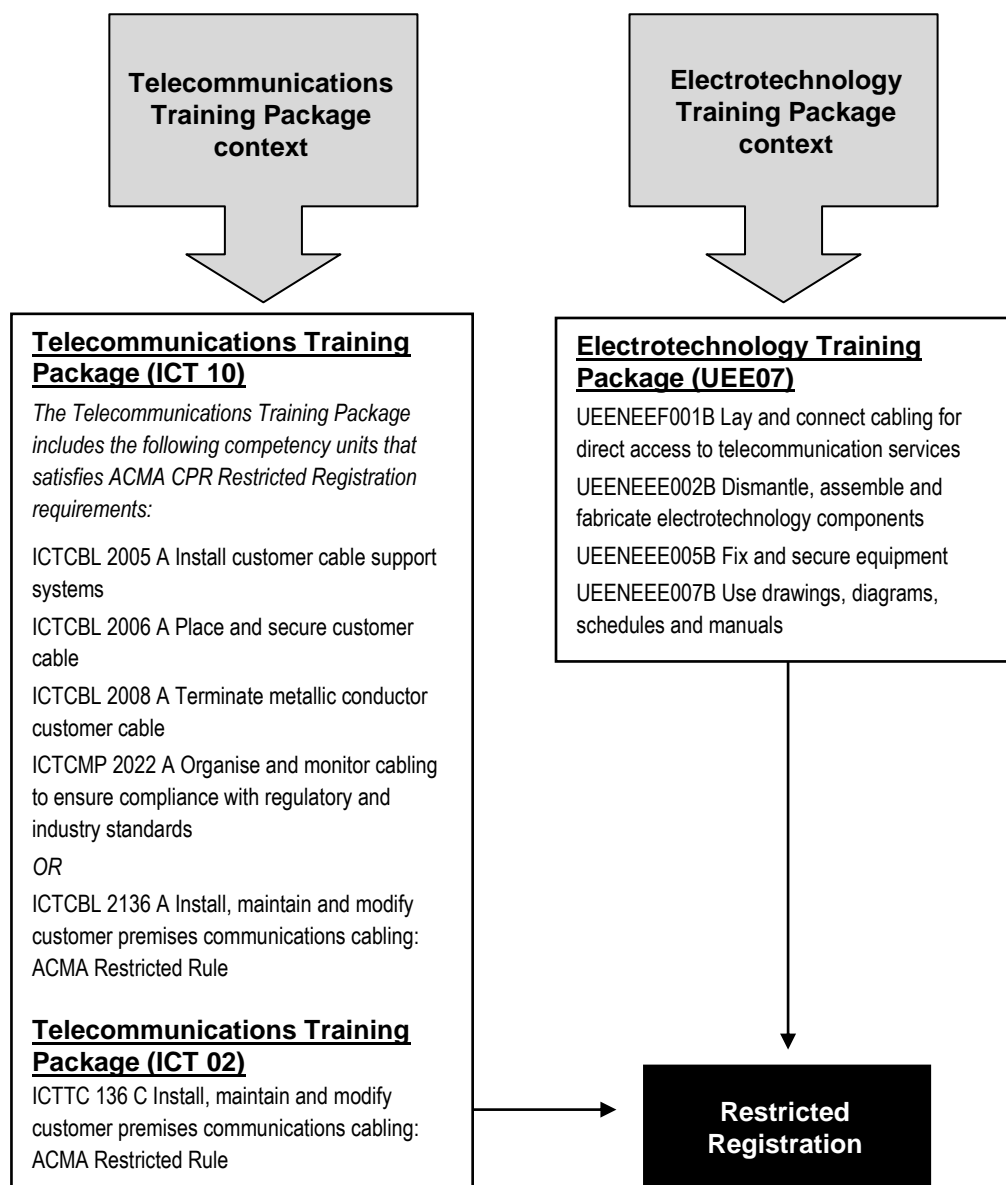 Telecommunications
Training Package
context
Electrotechnology
Training Package
context
Telecommunications Training
Package (ICT 10)
The Telecommunications Training Package
includes the following competency units that
satisfies ACMA CPR Restricted Registration
requirements:
ICTCBL 2005 A Install customer cable support
systems
ICTCBL 2006 A Place and secure customer
cable
ICTCBL 2008 A Terminate metallic conductor
customer cable
ICTCMP 2022 A Organise and monitor cabling
to ensure compliance with regulatory and
industry standards
OR
ICTCBL 2136 A Install, maintain and modify
customer premises communications cabling:
ACMA Restricted Rule
Telecommunications Training
Package (ICT 02)
ICTTC 136 C Install, maintain and modify
customer premises communications cabling:
ACMA Restricted Rule
Electrotechnology Training
Package (UEE07)
UEENEEF001B Lay and connect cabling for
direct access to telecommunication services
UEENEEE002B Dismantle, assemble and
fabricate electrotechnology components
UEENEEE005B Fix and secure equipment
UEENEEE007B Use drawings, diagrams,
schedules and manuals
Restricted
Registration